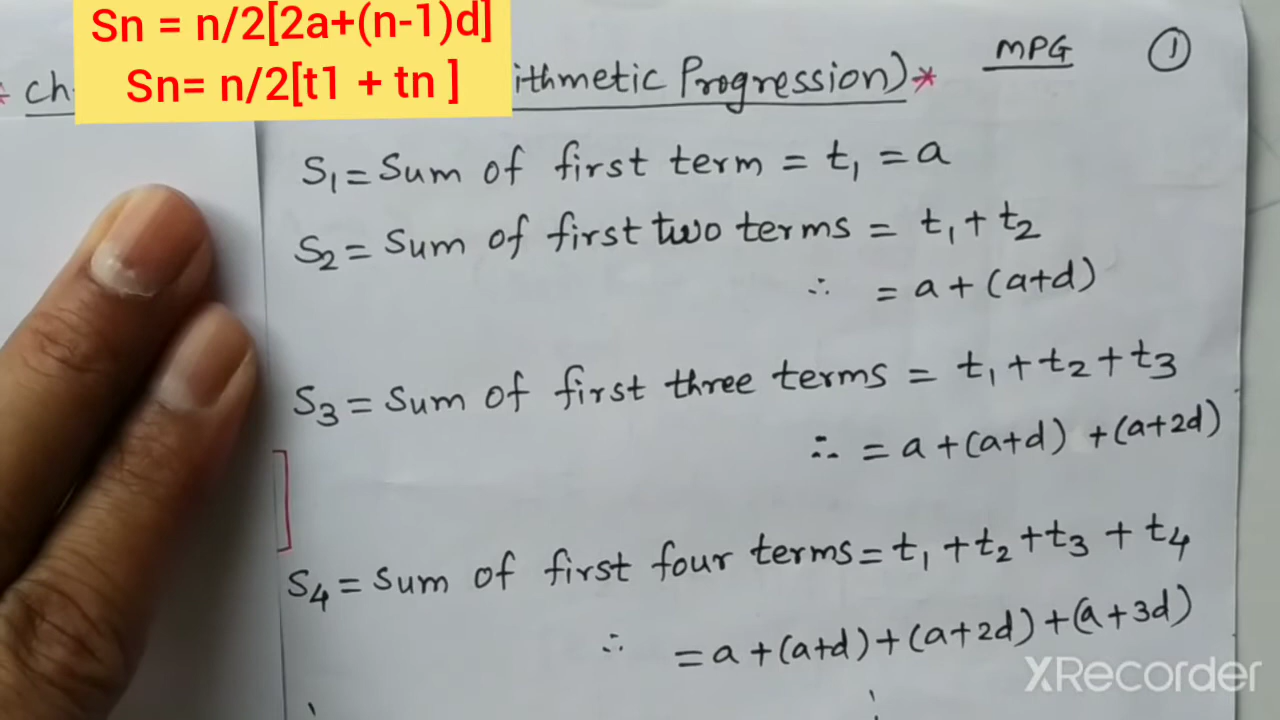 Sn = n/2[2a+(n-1)d]
Sn= n/2[t1 + tn ]
MPG ①
ch ithmetic Progression)*
S₁ = Sum of first term = t₁ = a
S₂ = Sum of first two terms = t₁ + t₂
∴ = a + (a+d)
S₃ = Sum of first three terms = t₁ + t₂ + t₃
∴ = a + (a+d) + (a+2d)
S₄ = Sum of first four terms = t₁ + t₂ + t₃ + t₄
∴ = a + (a+d) + (a+2d) + (a+3d)
XRecorder